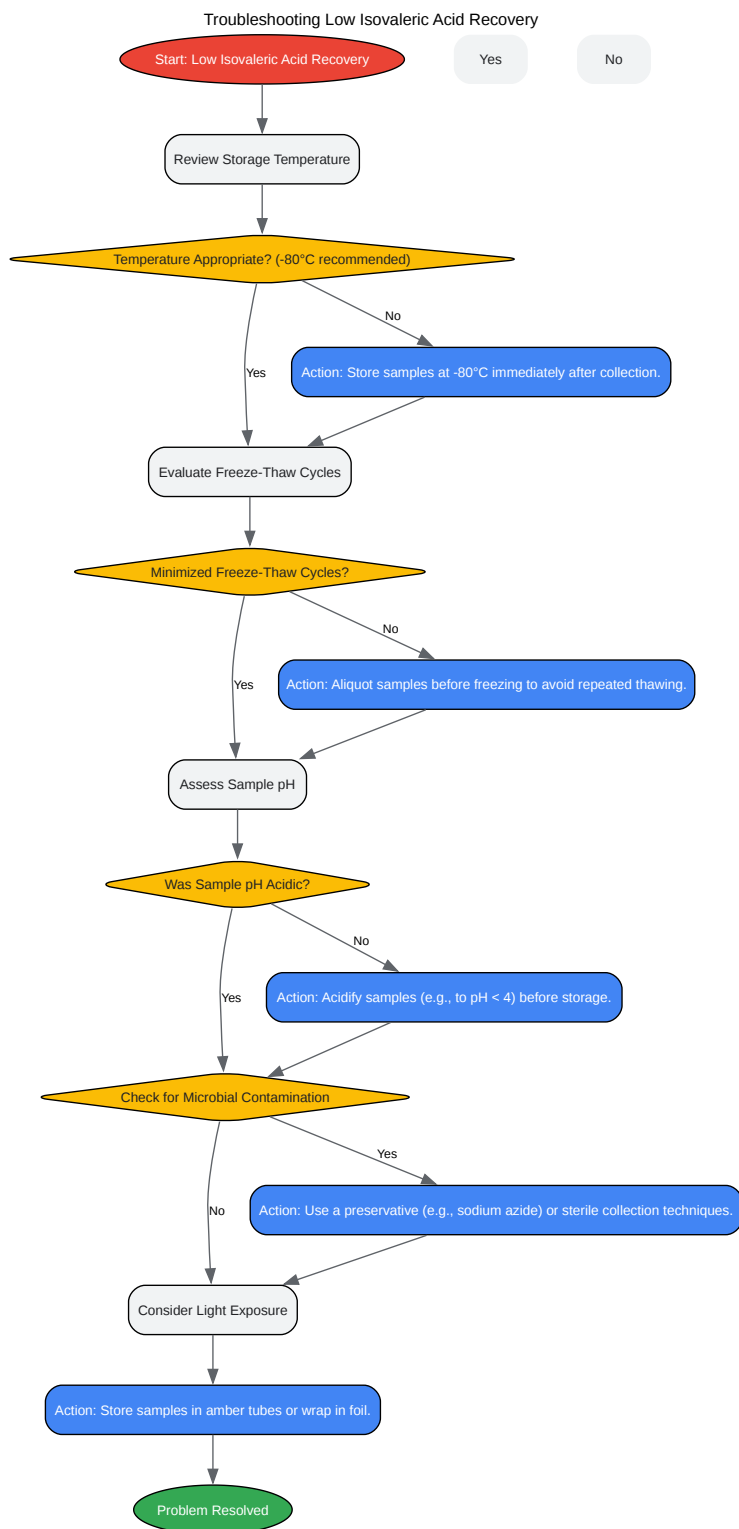 Troubleshooting Low Isovaleric Acid Recovery
Start: Low Isovaleric Acid Recovery
Yes
No
Review Storage Temperature
Temperature Appropriate? (-80°C recommended)
No
Yes
Action: Store samples at -80°C immediately after collection.
Evaluate Freeze-Thaw Cycles
Minimized Freeze-Thaw Cycles?
No
Yes
Action: Aliquot samples before freezing to avoid repeated thawing.
Assess Sample pH
Was Sample pH Acidic?
No
Yes
Action: Acidify samples (e.g., to pH < 4) before storage.
Check for Microbial Contamination
Yes
No
Action: Use a preservative (e.g., sodium azide) or sterile collection techniques.
Consider Light Exposure
Action: Store samples in amber tubes or wrap in foil.
Problem Resolved